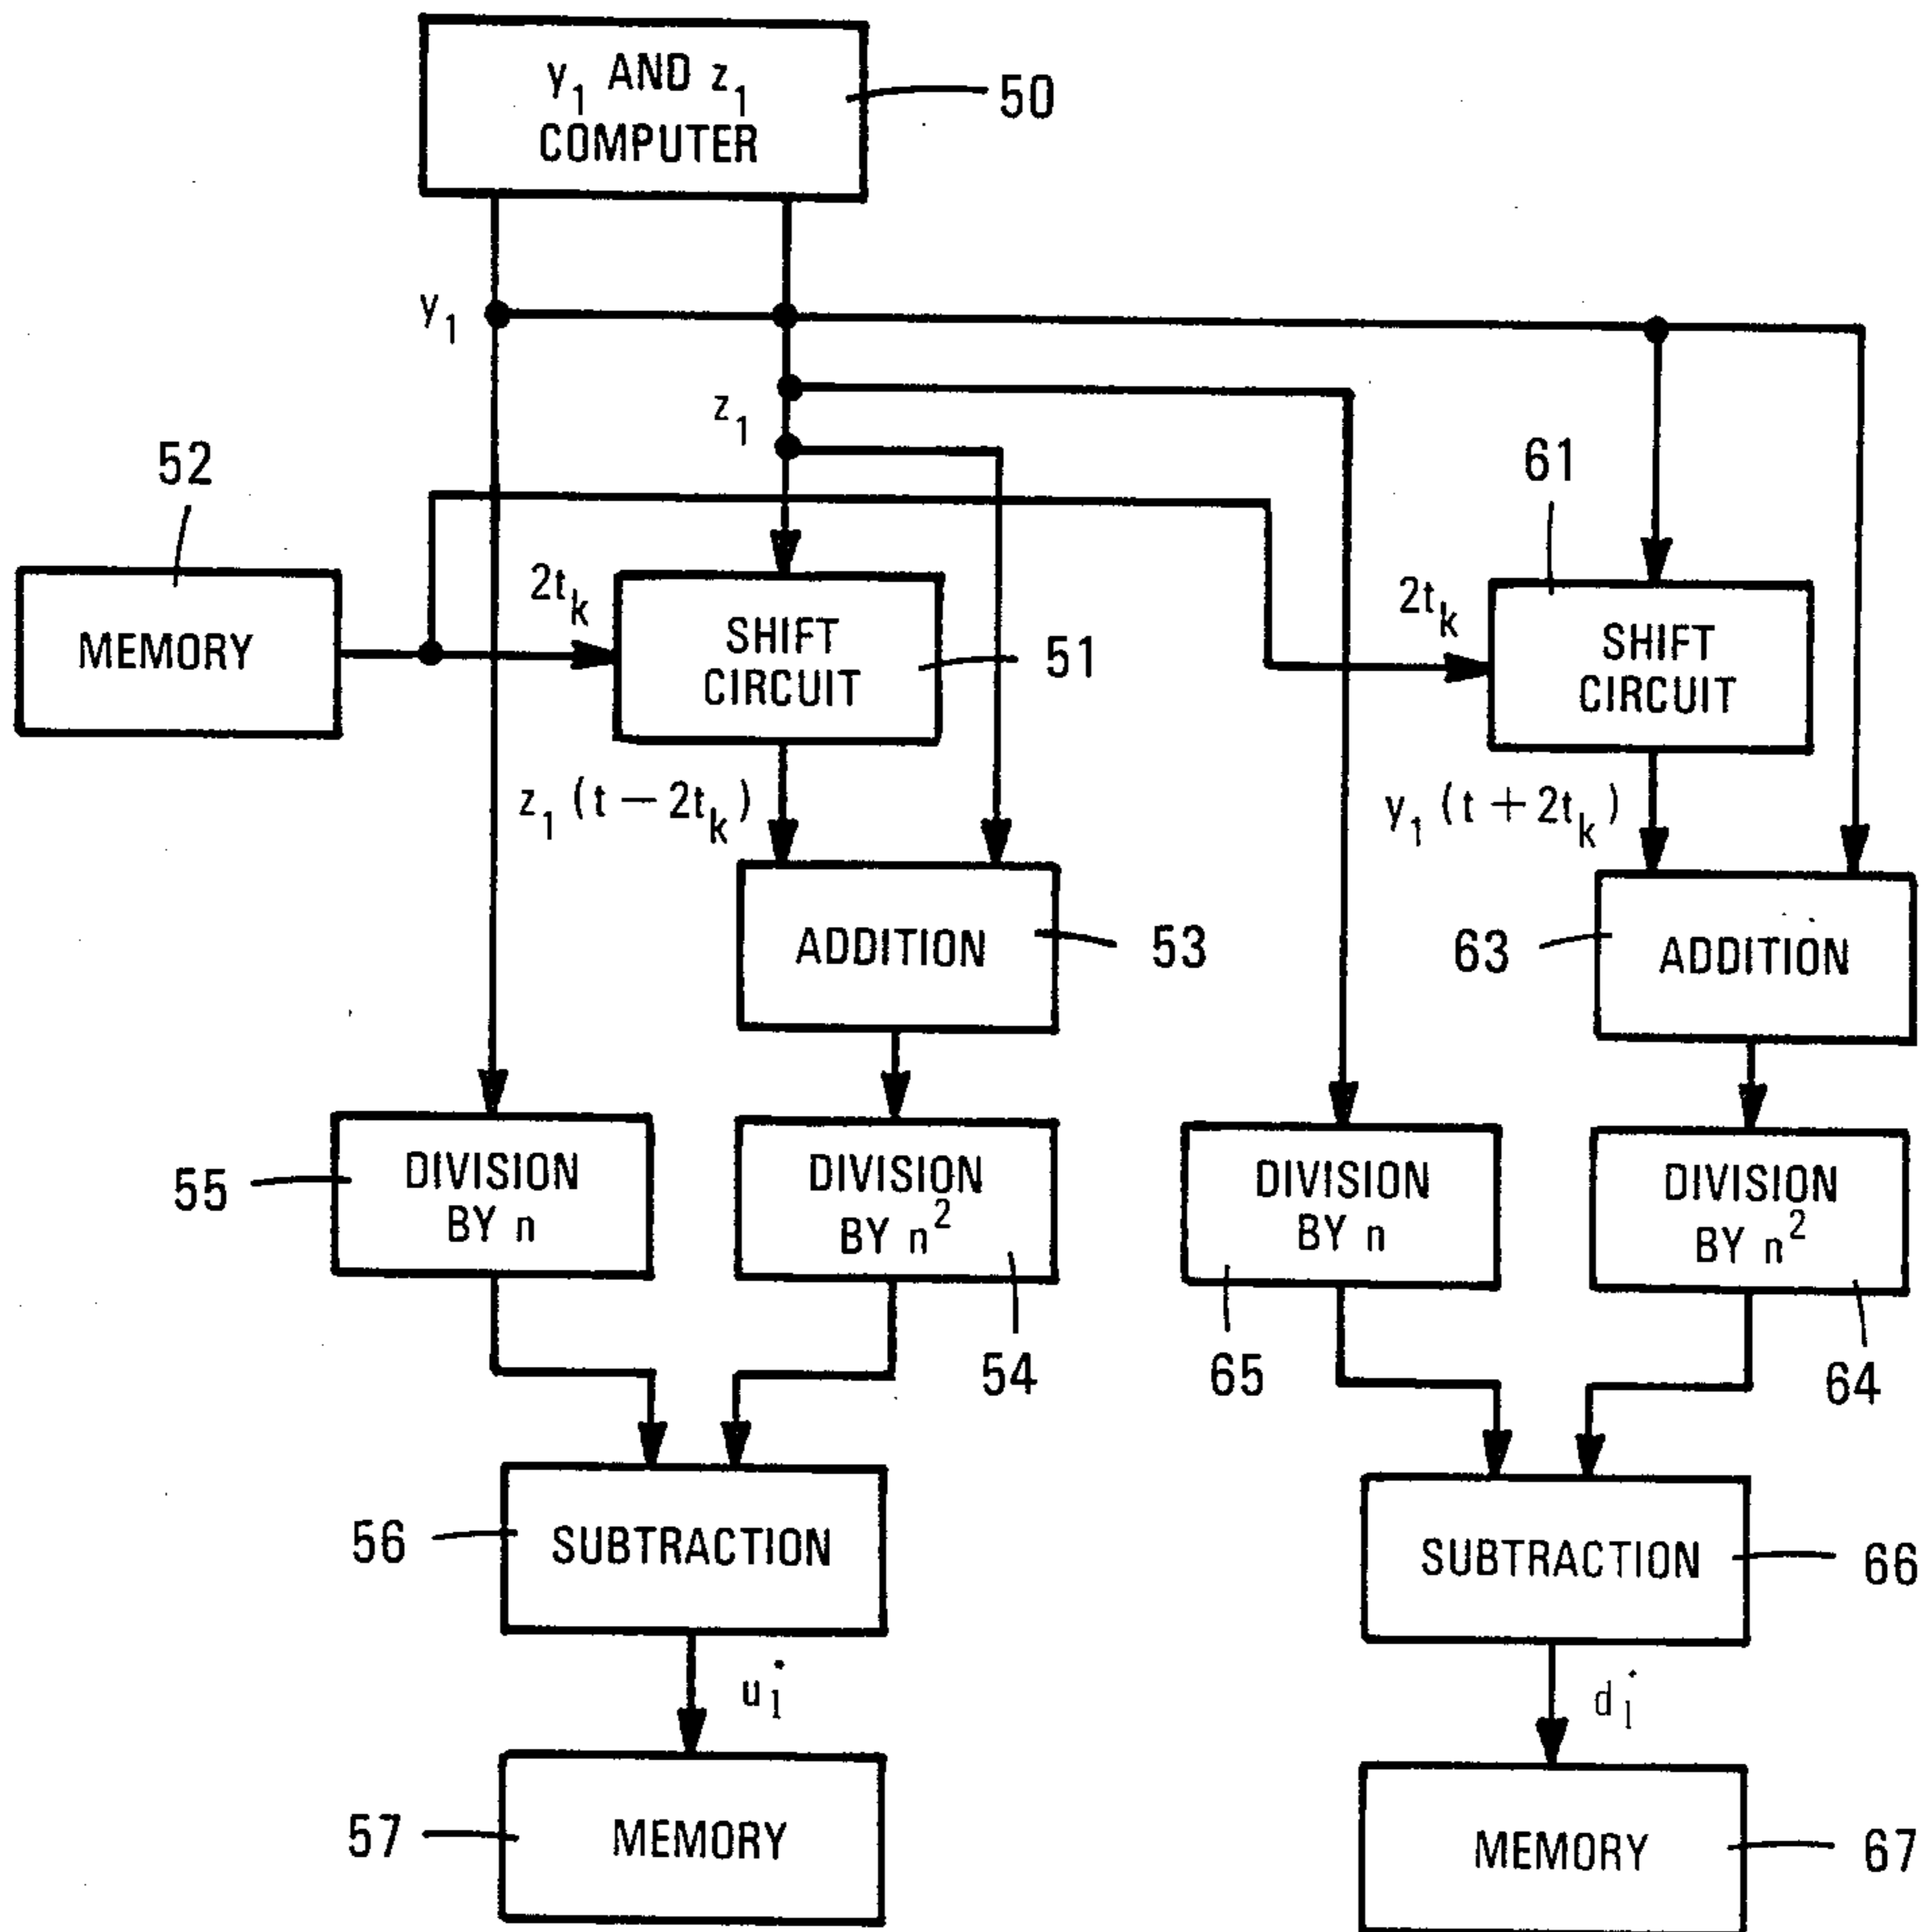 y₁ AND z₁
COMPUTER
50
y₁
z₁
52
61
MEMORY
2tₖ
SHIFT
CIRCUIT
51
2tₖ
SHIFT
CIRCUIT
z₁ (t − 2tₖ)
y₁ (t + 2tₖ)
ADDITION
53
63
ADDITION
55
DIVISION
BY n
DIVISION
BY n²
DIVISION
BY n
DIVISION
BY n²
54
65
64
56
SUBTRACTION
SUBTRACTION
66
u₁*
d₁*
57
MEMORY
MEMORY
67